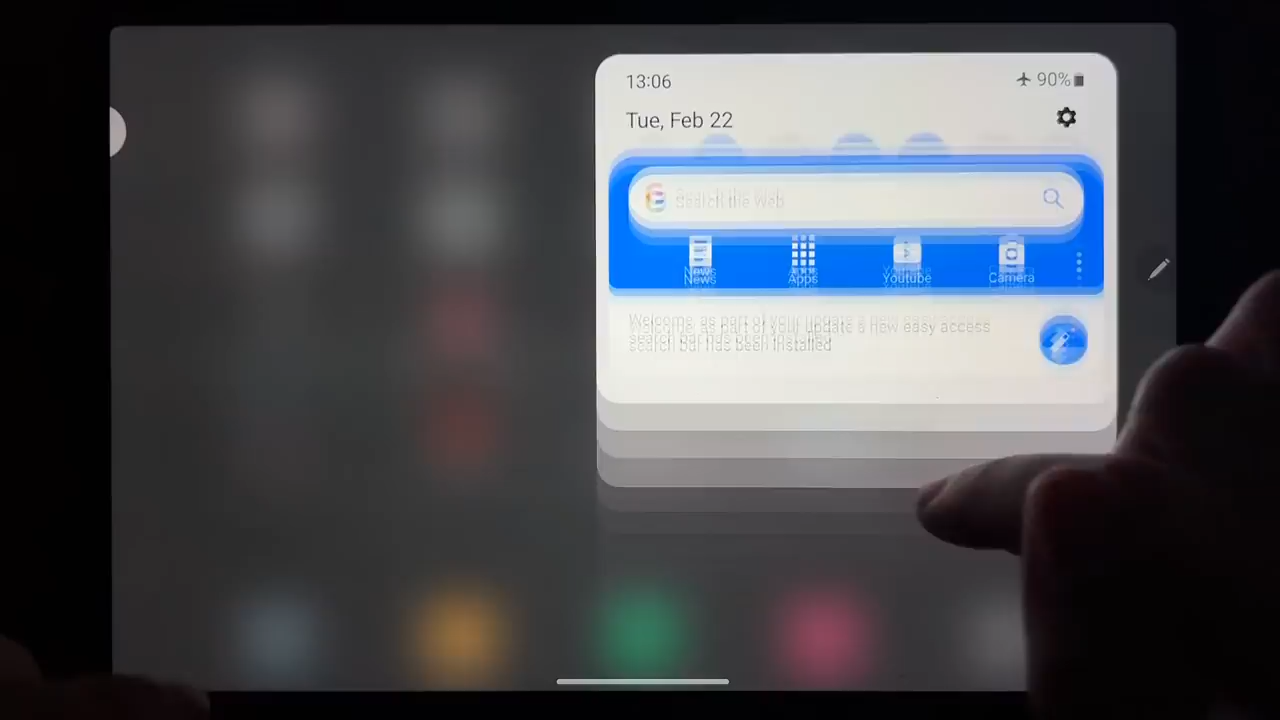 13:06
90%
Tue, Feb 22
Search the Web
News
Apps
Youtube
Camera
Welcome, as part of your update a new easy access
search bar has been installed